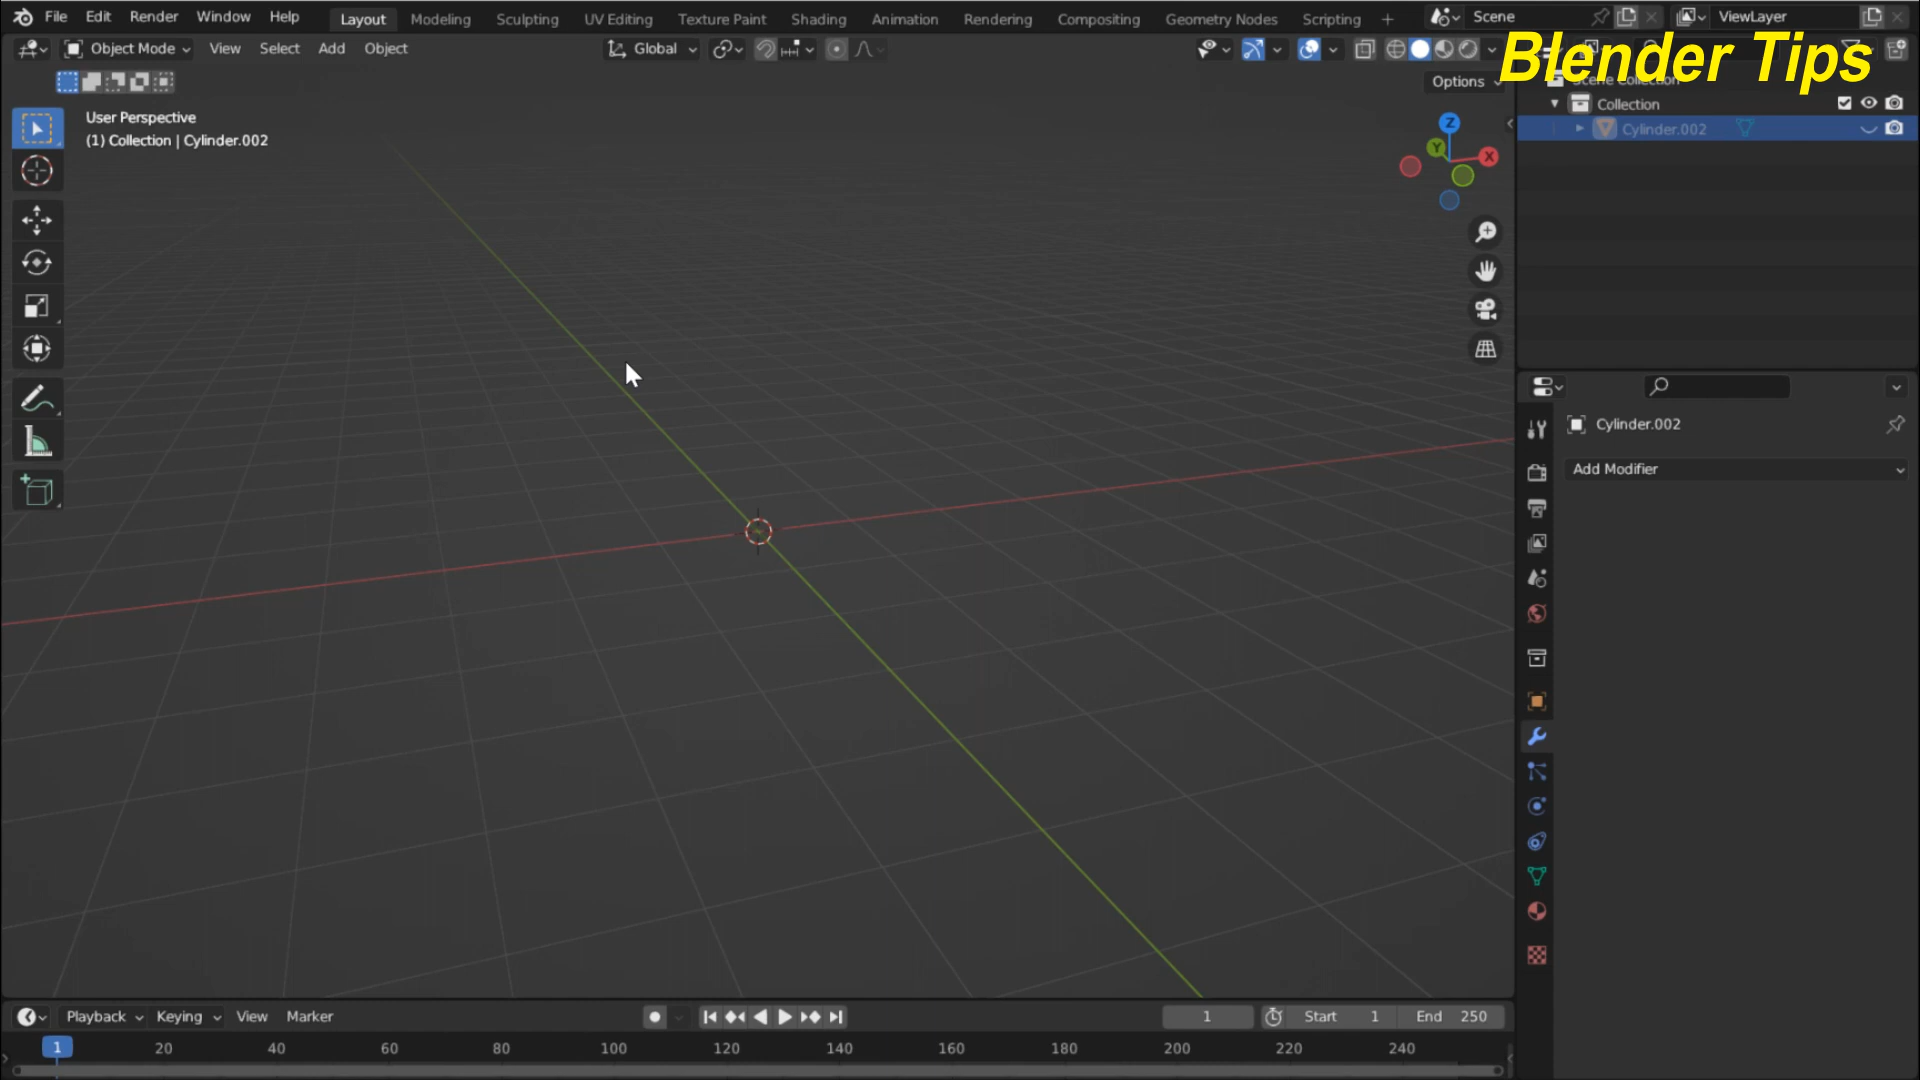 File Edit Render Window Help Layout Modeling Sculpting UV Editing Texture Paint Shading Animation Rendering Compositing Geometry Nodes Scripting + Scene ViewLayer
Object Mode View Select Add Object Global
Blender Tips
Options
Scene Collection
Collection
Cylinder.002
User Perspective
(1) Collection | Cylinder.002
Z
Y
X
Cylinder.002
Add Modifier
Playback Keying View Marker 1 Start 1 End 250
1 20 40 60 80 100 120 140 160 180 200 220 240